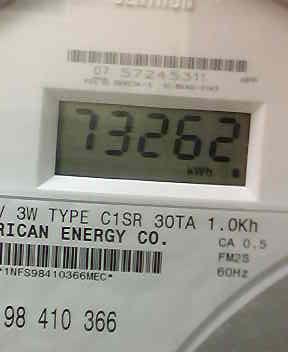 07 57245311
73262
kWh
V 3W TYPE C1SR 30TA 1.0Kh
RICAN ENERGY CO.
CA 0.5
FM2S
60Hz
*1NFS98410366MEC*
98 410 366